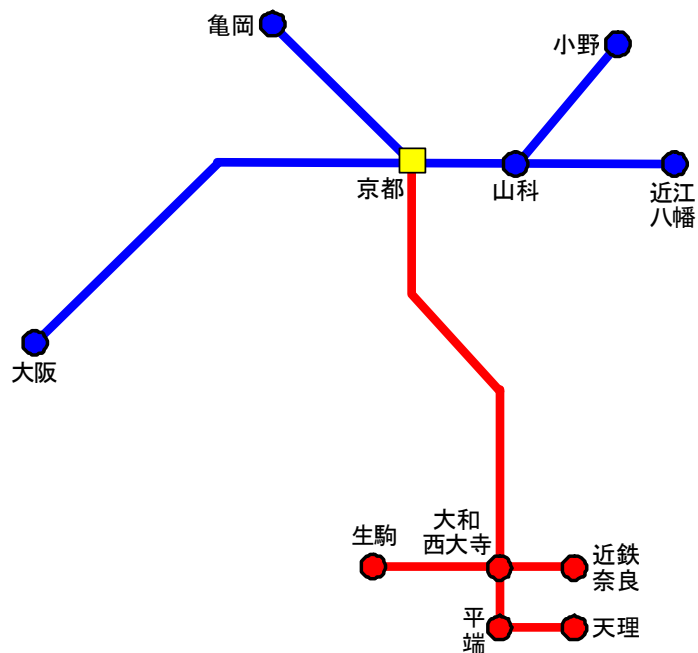 亀岡
小野
京都
山科
近江
八幡
大阪
大和
西大寺
生駒
近鉄
奈良
平
端
天理